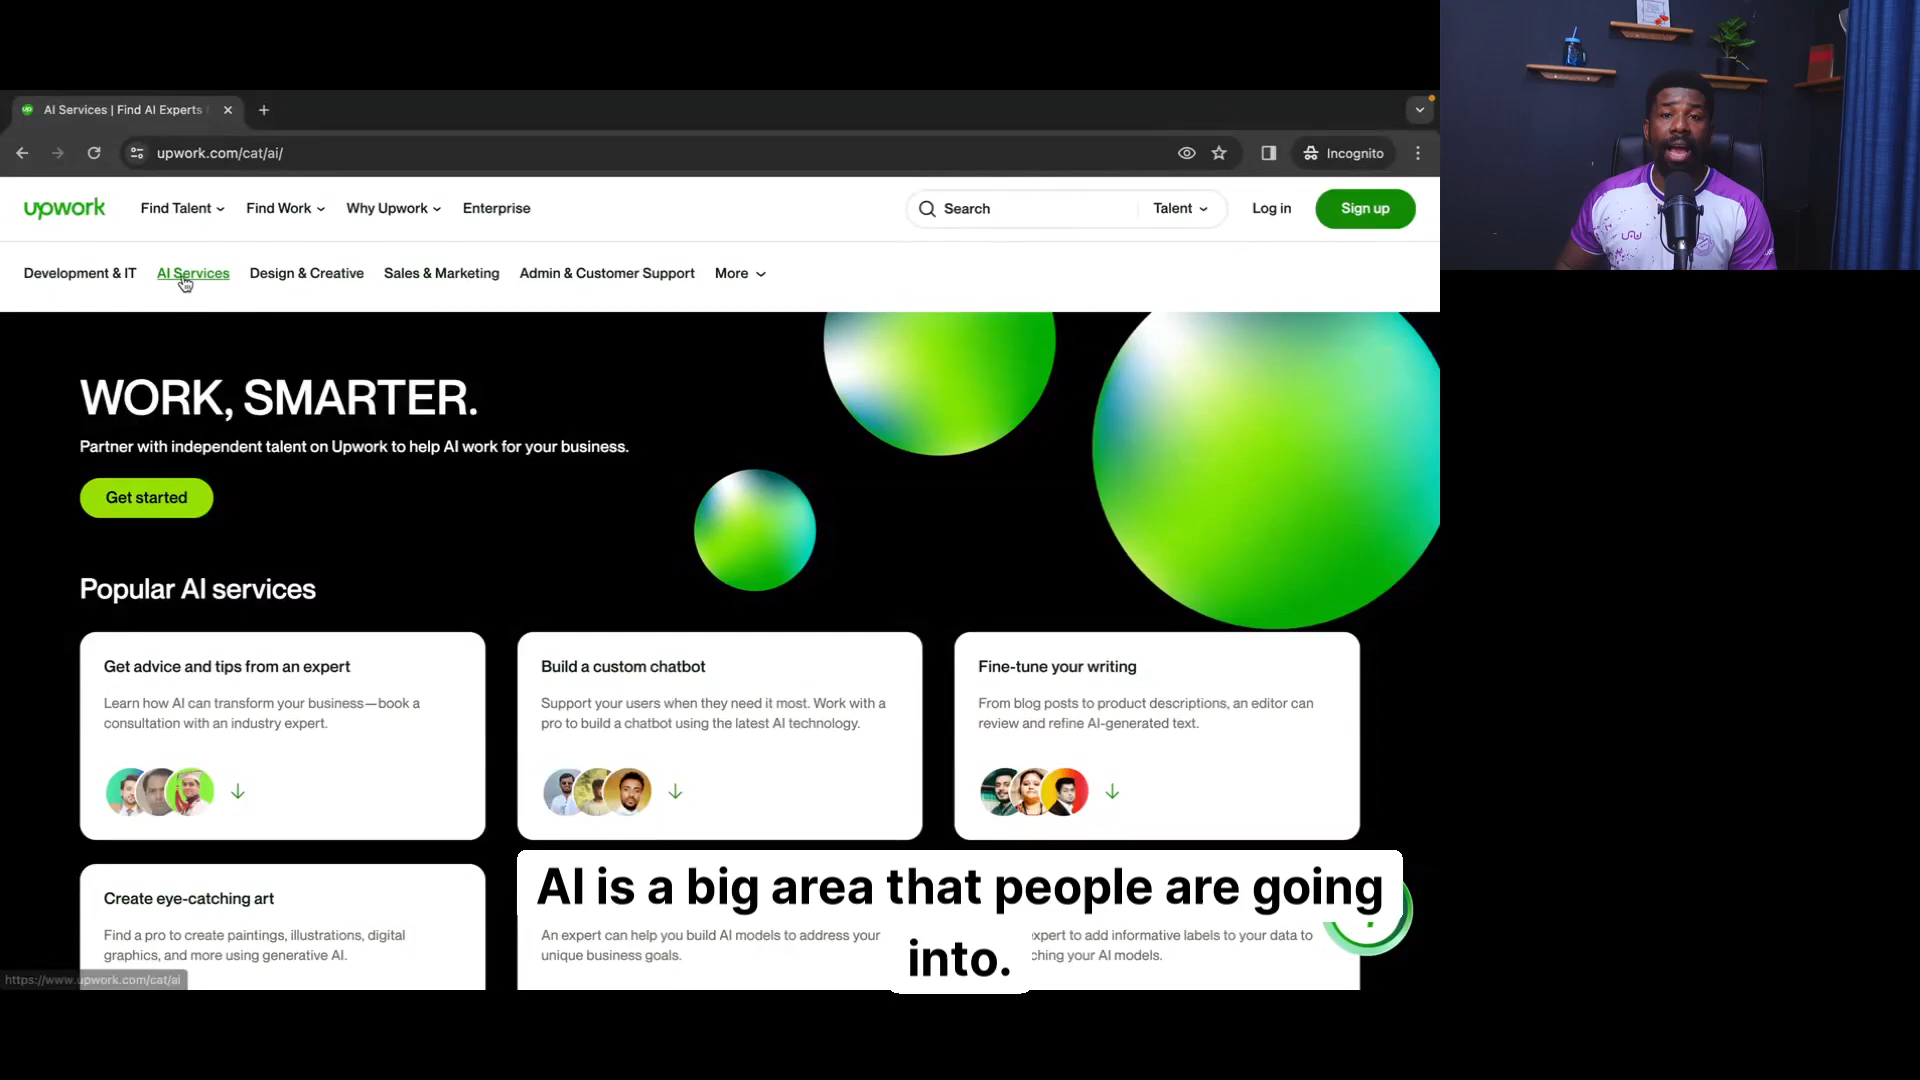 AI Services | Find AI Experts
upwork.com/cat/ai/
Incognito
upwork
Find Talent
Find Work
Why Upwork
Enterprise
Search
Talent
Log in
Sign up
Development & IT
AI Services
Design & Creative
Sales & Marketing
Admin & Customer Support
More
WORK, SMARTER.
Partner with independent talent on Upwork to help AI work for your business.
Get started
Popular AI services
Get advice and tips from an expert
Learn how AI can transform your business—book a
consultation with an industry expert.
Build a custom chatbot
Support your users when they need it most. Work with a
pro to build a chatbot using the latest AI technology.
Fine-tune your writing
From blog posts to product descriptions, an editor can
review and refine AI-generated text.
Create eye-catching art
Find a pro to create paintings, illustrations, digital
graphics, and more using generative AI.
An expert can help you build AI models to address your
unique business goals.
expert to add informative labels to your data to
ching your AI models.
AI is a big area that people are going
into.
https://www.upwork.com/cat/ai